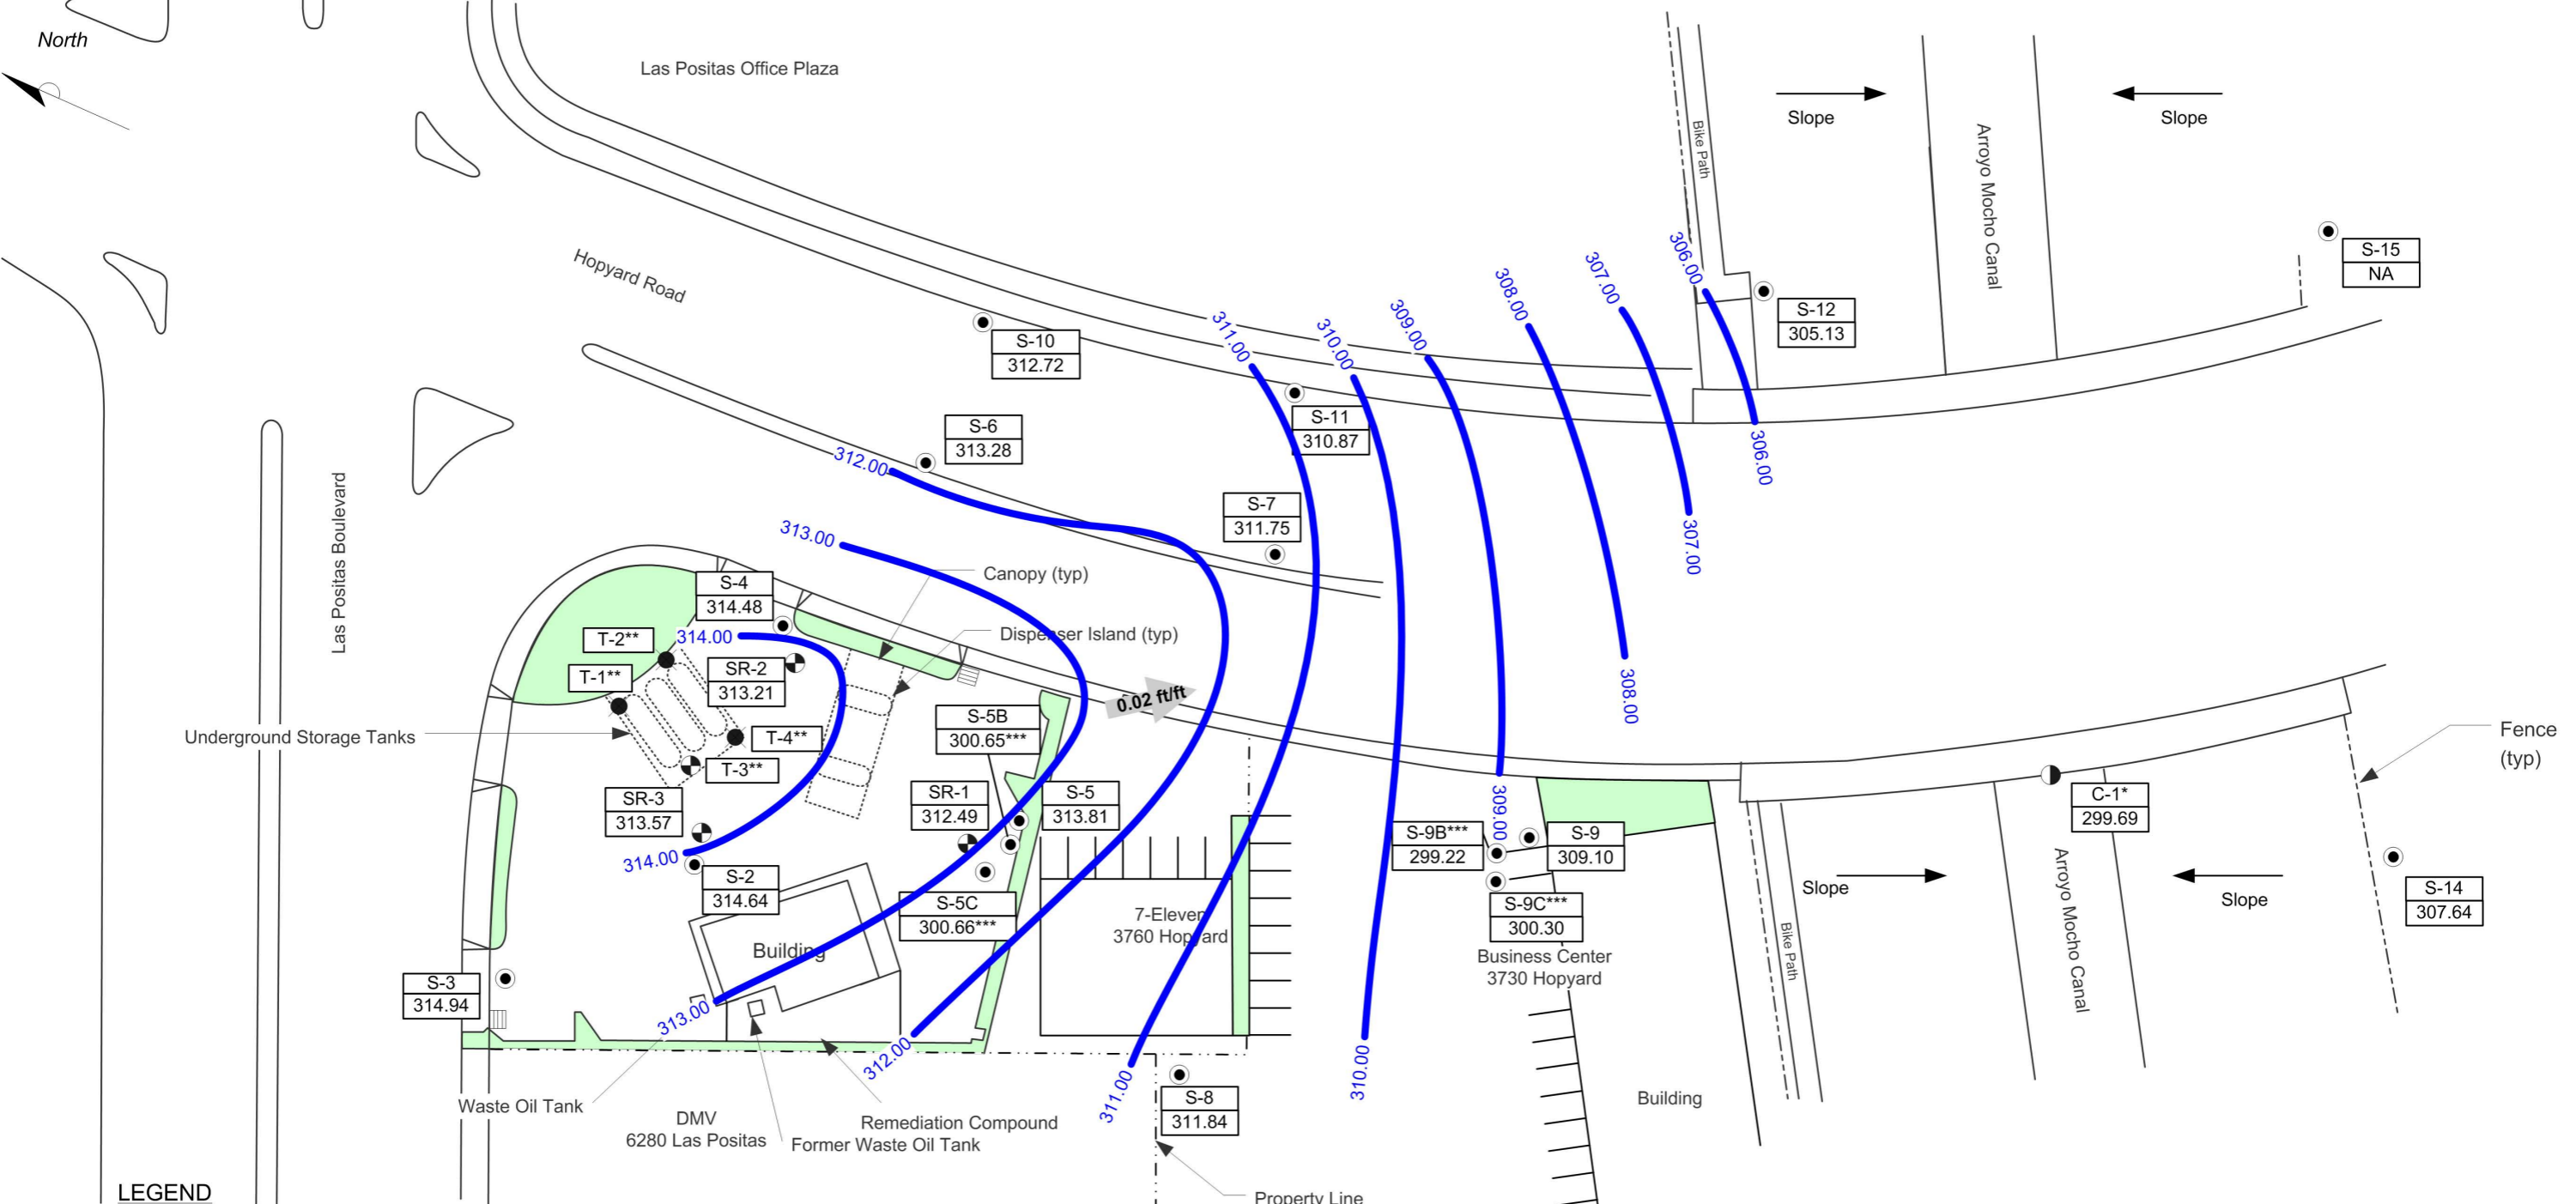 North
Las Positas Office Plaza
Hopyard Road
Las Positas Boulevard
Bike Path
Slope
Slope
Arroyo Mocho Canal
S-15
NA
S-12
305.13
306.00
307.00
308.00
309.00
310.00
311.00
S-10
312.72
S-11
310.87
S-6
313.28
S-7
311.75
312.00
313.00
306.00
307.00
308.00
S-4
314.48
Canopy (typ)
Dispenser Island (typ)
T-2**
314.00
T-1**
SR-2
313.21
0.02 ft/ft
Underground Storage Tanks
T-4**
S-5B
300.65***
T-3**
Fence
(typ)
SR-3
313.57
SR-1
312.49
S-5
313.81
309.00
C-1*
299.69
S-9B***
299.22
S-9
309.10
314.00
S-2
314.64
S-5C
300.66***
7-Eleven
3760 Hopyard
S-9C***
300.30
Business Center
3730 Hopyard
Slope
Slope
Arroyo Mocho Canal
Bike Path
S-14
307.64
Building
S-3
314.94
313.00
312.00
311.00
310.00
S-8
311.84
Building
Waste Oil Tank
DMV
6280 Las Positas
Remediation Compound
Former Waste Oil Tank
LEGEND
Property Line